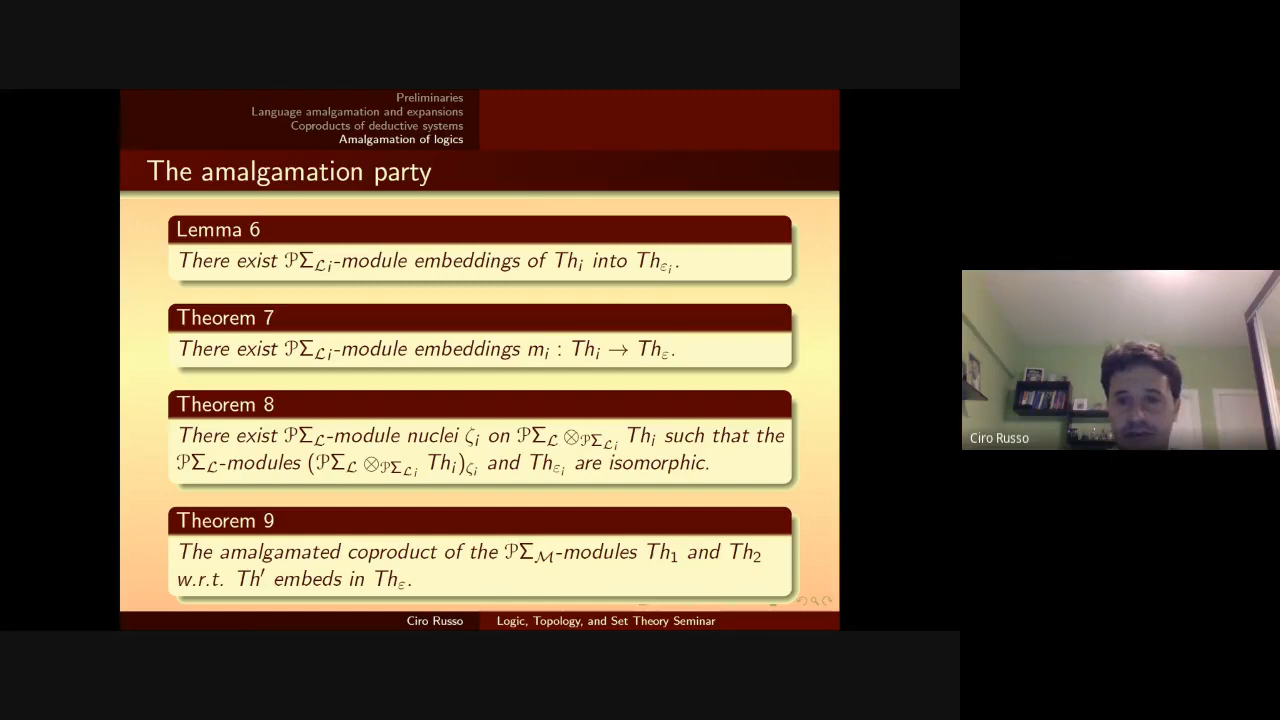 Preliminaries
Language amalgamation and expansions
Coproducts of deductive systems
Amalgamation of logics
The amalgamation party
Lemma 6
There exist 𝒫Σ_{ℒ_i}-module embeddings of Th_i into Th_{ε_i}.
Theorem 7
There exist 𝒫Σ_{ℒ_i}-module embeddings m_i : Th_i → Th_ε.
Theorem 8
There exist 𝒫Σ_ℒ-module nuclei ζ_i on 𝒫Σ_ℒ ⊗_{𝒫Σ_{ℒ_i}} Th_i such that the
𝒫Σ_ℒ-modules (𝒫Σ_ℒ ⊗_{𝒫Σ_{ℒ_i}} Th_i)_{ζ_i} and Th_{ε_i} are isomorphic.
Theorem 9
The amalgamated coproduct of the 𝒫Σ_ℳ-modules Th_1 and Th_2
w.r.t. Th′ embeds in Th_ε.
Ciro Russo
Logic, Topology, and Set Theory Seminar
Ciro Russo